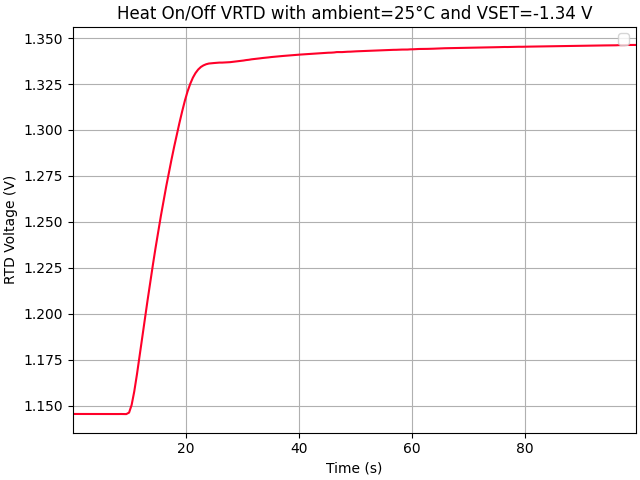 Heat On/Off VRTD with ambient=25°C and VSET=-1.34 V
1.350
1.325
1.300
1.275
1.250
1.225
1.200
1.175
1.150
RTD Voltage (V)
20 40 60 80
Time (s)